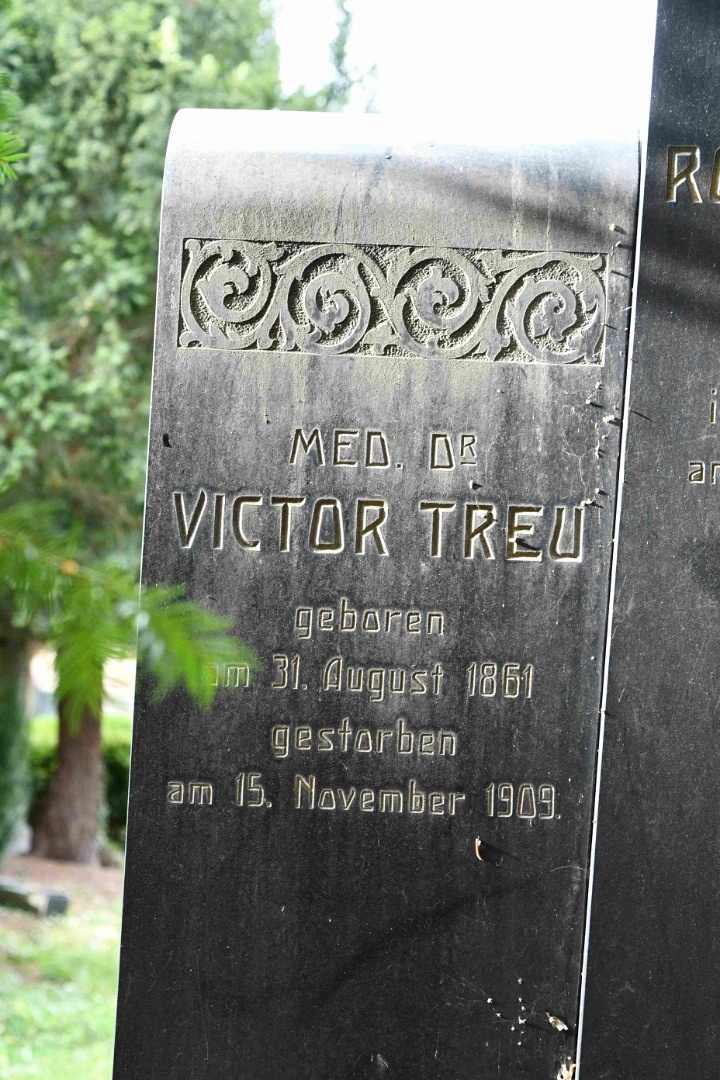 MED. DR
VICTOR TREU
geboren
am 31. August 1861
gestorben
am 15. November 1909.